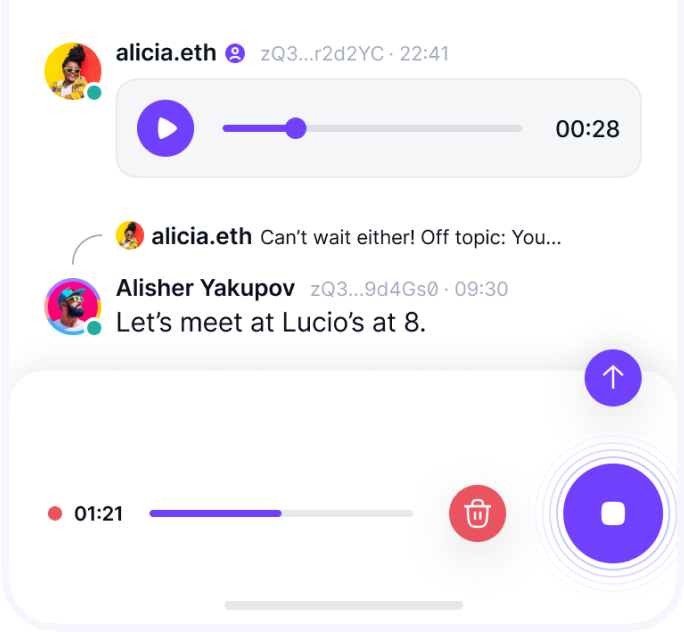 alicia.eth zQ3...r2d2YC · 22:41
00:28
alicia.eth Can’t wait either! Off topic: You...
Alisher Yakupov zQ3...9d4Gs0 · 09:30
Let’s meet at Lucio’s at 8.
01:21